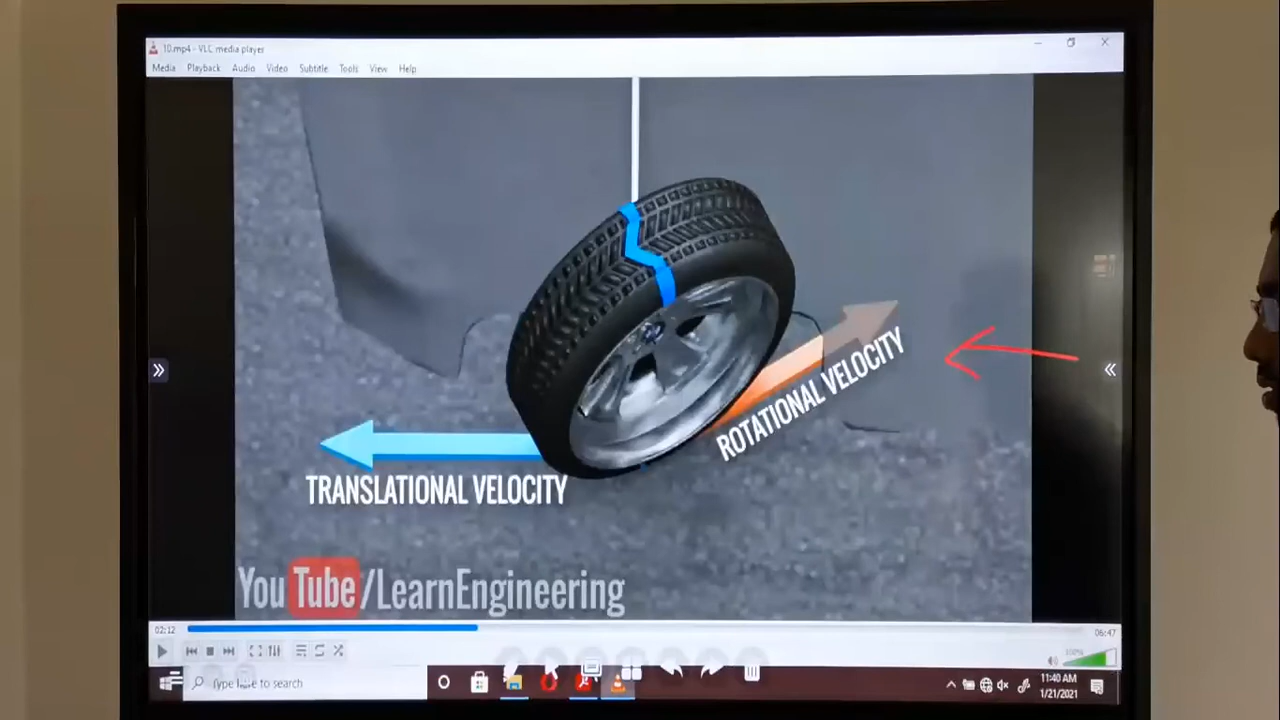 10.mp4 - VLC media player
Media Playback Audio Video Subtitle Tools View Help
ROTATIONAL VELOCITY
TRANSLATIONAL VELOCITY
YouTube/LearnEngineering
02:12
06:47
100%
Type here to search
11:40 AM
1/21/2021